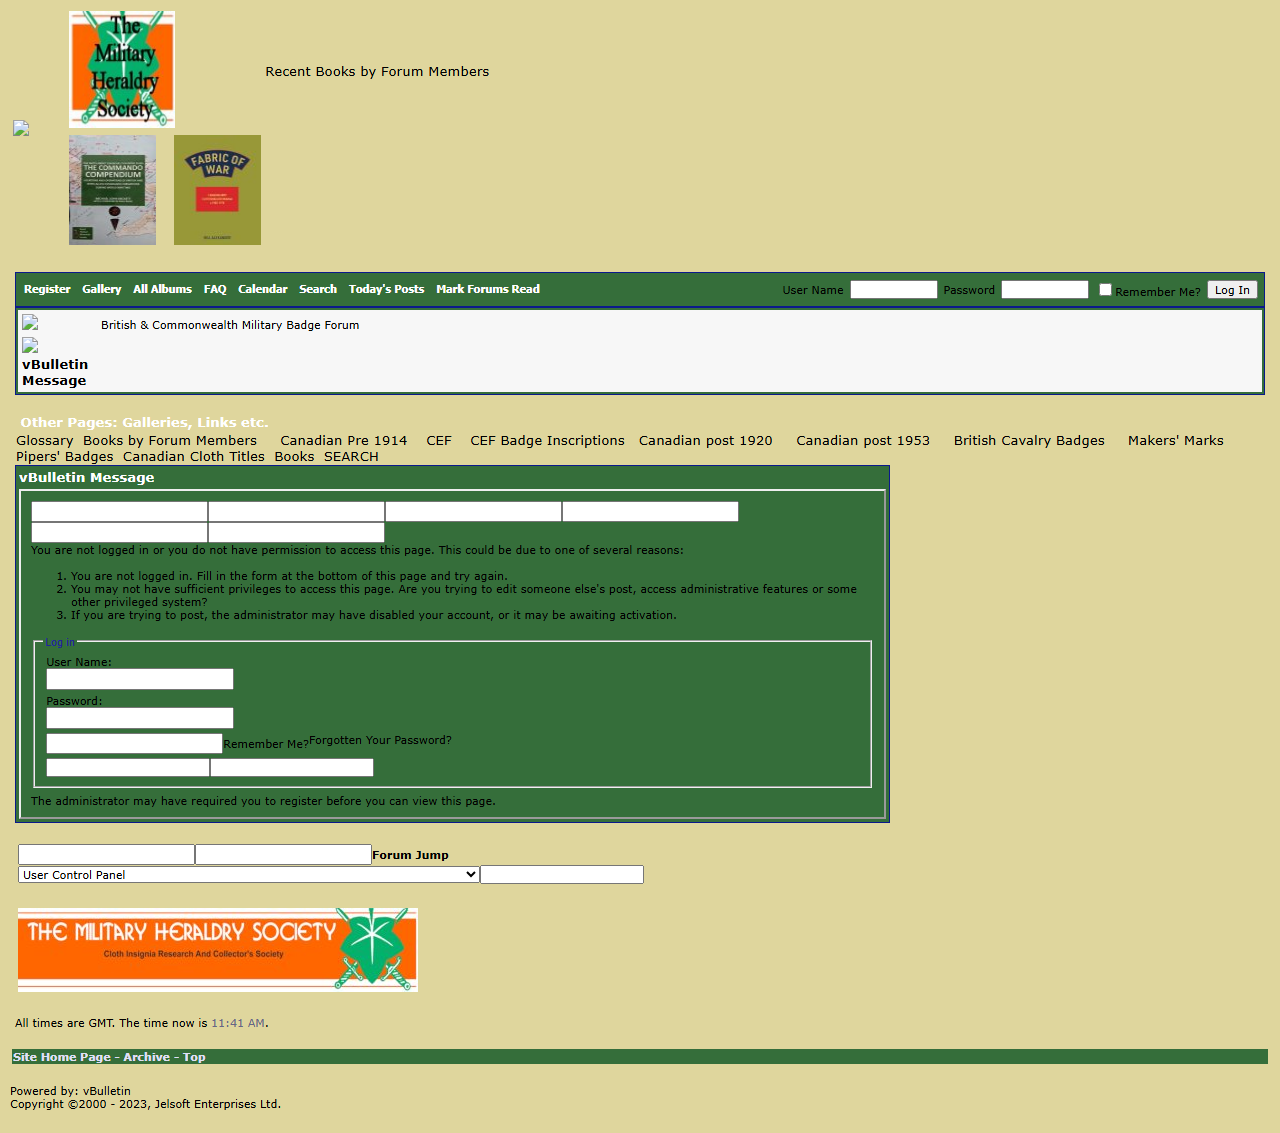 The
Military
Heraldry
Society
Recent Books by Forum Members
THE COMMANDO
COMPENDIUM
FABRIC OF
WAR
Register Gallery All Albums FAQ Calendar Search Today's Posts Mark Forums Read User Name Password Remember Me? Log In
British & Commonwealth Military Badge Forum
vBulletin
Message
Other Pages: Galleries, Links etc.
Glossary Books by Forum Members Canadian Pre 1914 CEF CEF Badge Inscriptions Canadian post 1920 Canadian post 1953 British Cavalry Badges Makers' Marks
Pipers' Badges Canadian Cloth Titles Books SEARCH
vBulletin Message
You are not logged in or you do not have permission to access this page. This could be due to one of several reasons:
1. You are not logged in. Fill in the form at the bottom of this page and try again.
2. You may not have sufficient privileges to access this page. Are you trying to edit someone else's post, access administrative features or some
other privileged system?
3. If you are trying to post, the administrator may have disabled your account, or it may be awaiting activation.
Log in
User Name:
Password:
Remember Me? Forgotten Your Password?
The administrator may have required you to register before you can view this page.
Forum Jump
User Control Panel
THE MILITARY HERALDRY SOCIETY
Cloth Insignia Research And Collector's Society
All times are GMT. The time now is 11:41 AM.
Site Home Page - Archive - Top
Powered by: vBulletin
Copyright ©2000 - 2023, Jelsoft Enterprises Ltd.